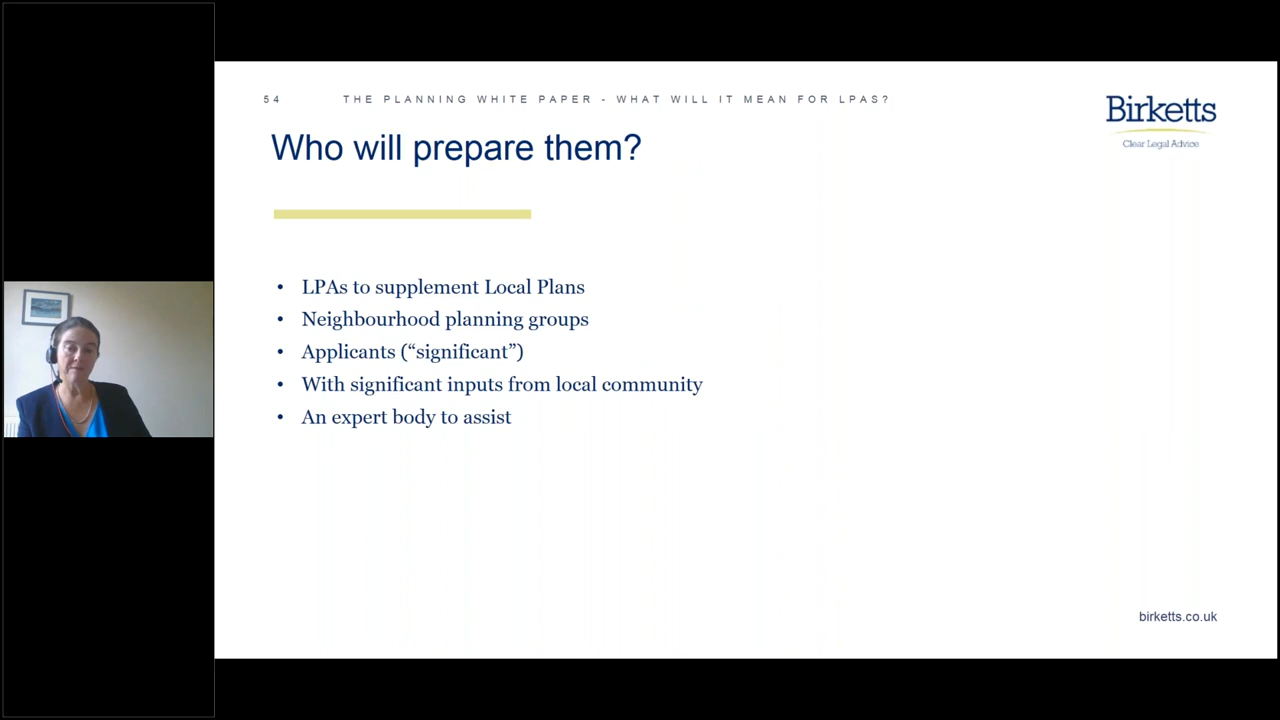 54 THE PLANNING WHITE PAPER - WHAT WILL IT MEAN FOR LPAS?
Birketts
Clear Legal Advice
Who will prepare them?
• LPAs to supplement Local Plans
• Neighbourhood planning groups
• Applicants (“significant”)
• With significant inputs from local community
• An expert body to assist
birketts.co.uk